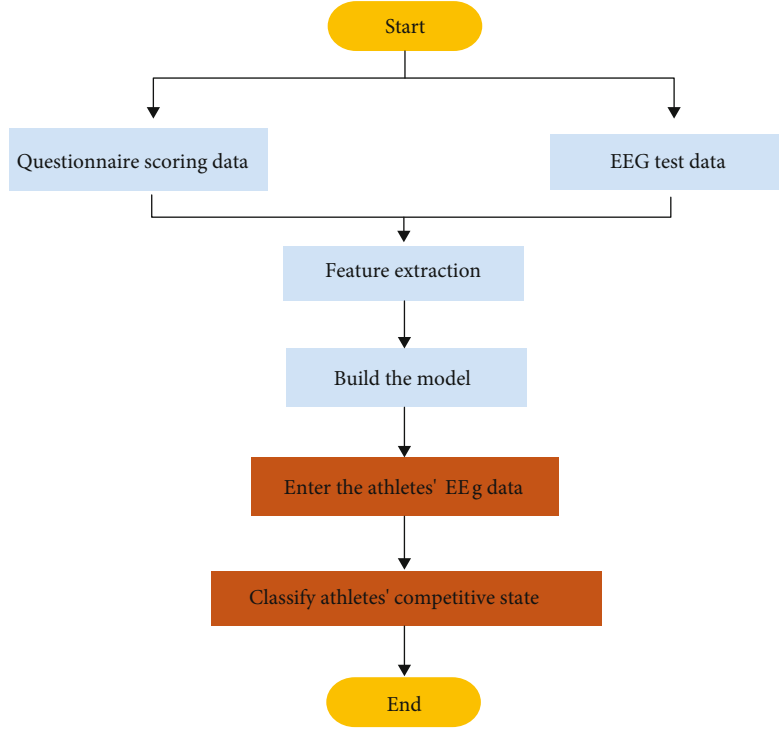 Start
Questionnaire scoring data
EEG test data
Feature extraction
Build the model
Enter the athletes' EEg data
Classify athletes' competitive state
End